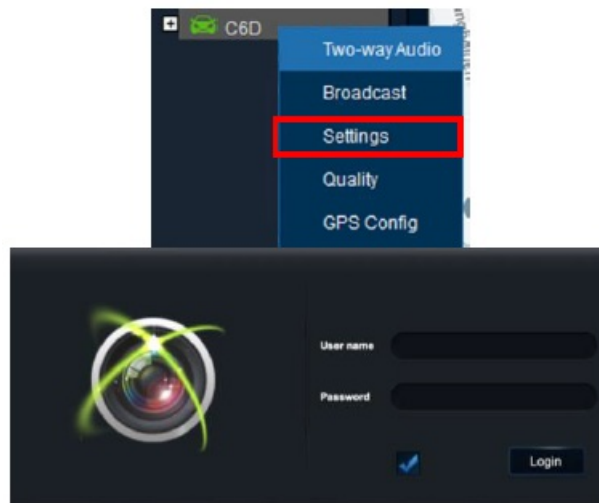 C6D
Two-way Audio
Broadcast
Settings
Quality
GPS Config
User name
Password
Login